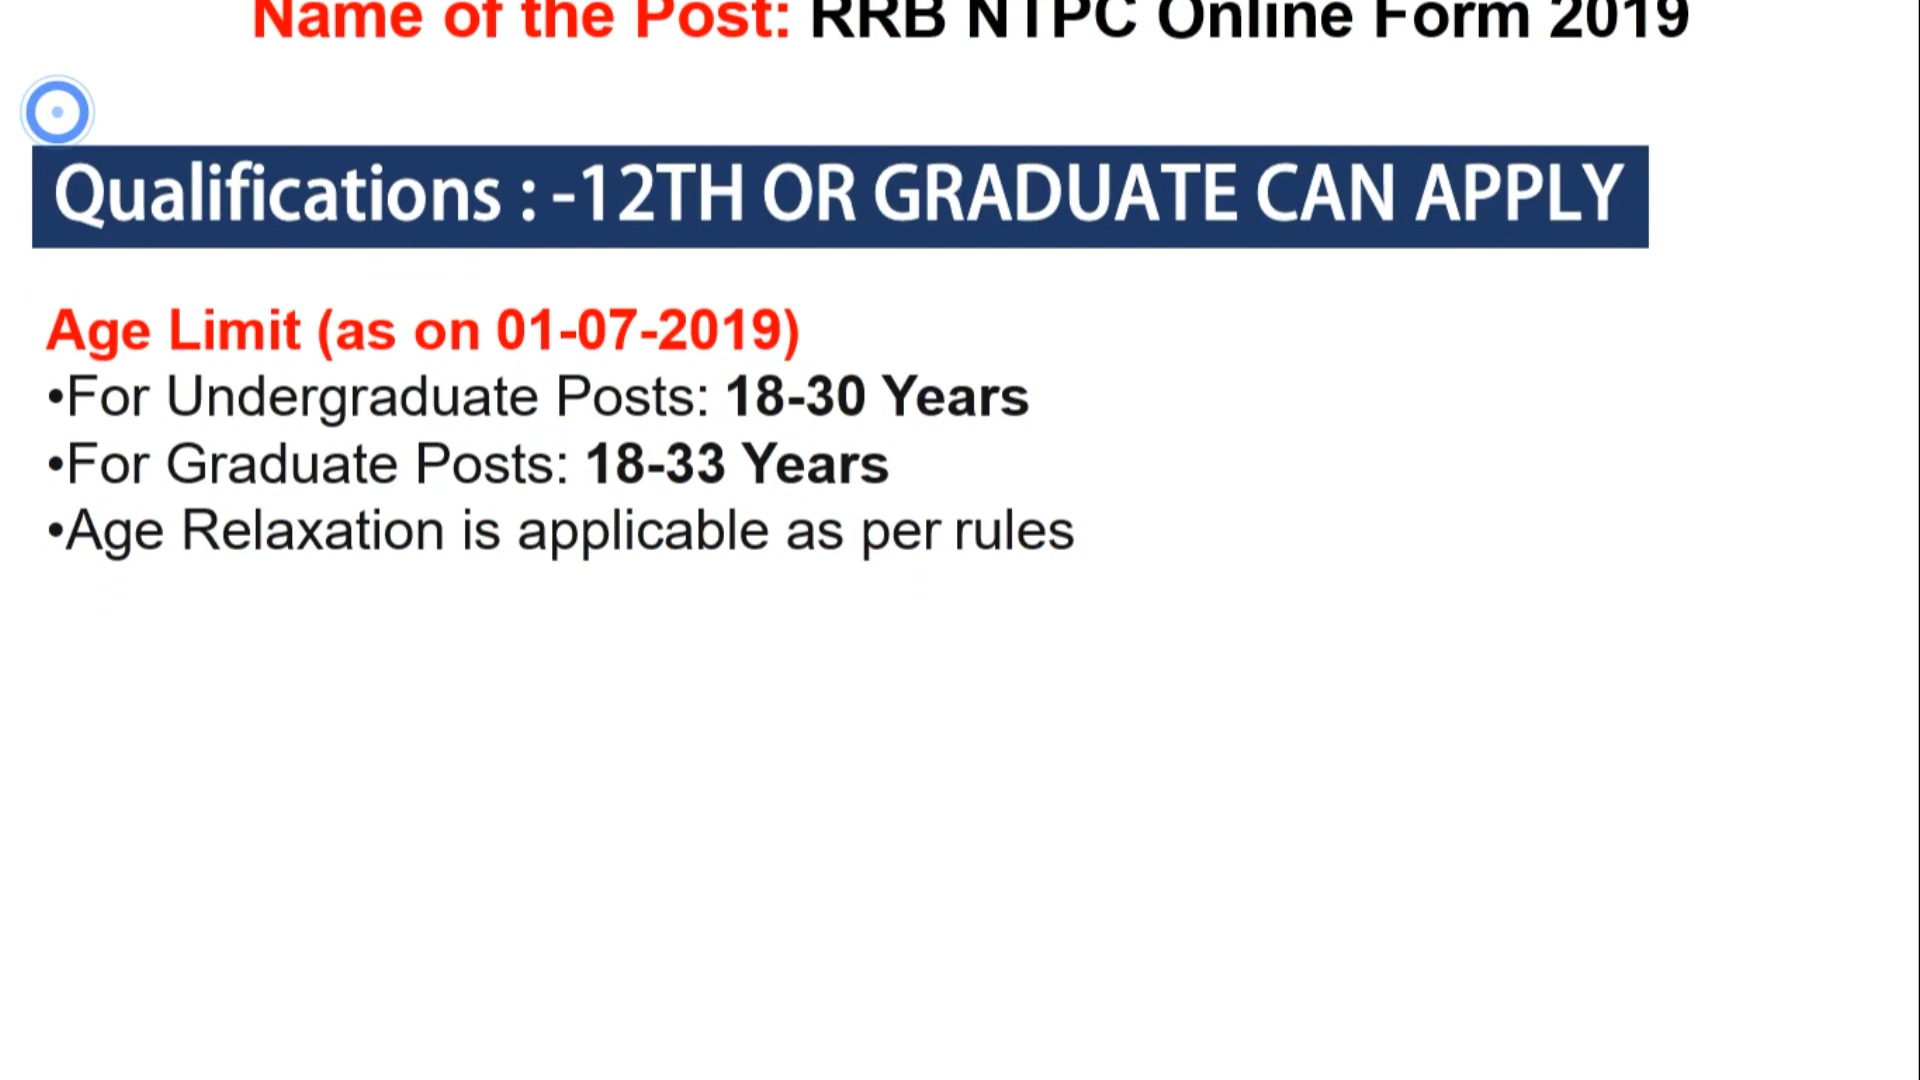 Name of the Post: RRB NTPC Online Form 2019
Qualifications : -12TH OR GRADUATE CAN APPLY
Age Limit (as on 01-07-2019)
•For Undergraduate Posts: 18-30 Years
•For Graduate Posts: 18-33 Years
•Age Relaxation is applicable as per rules